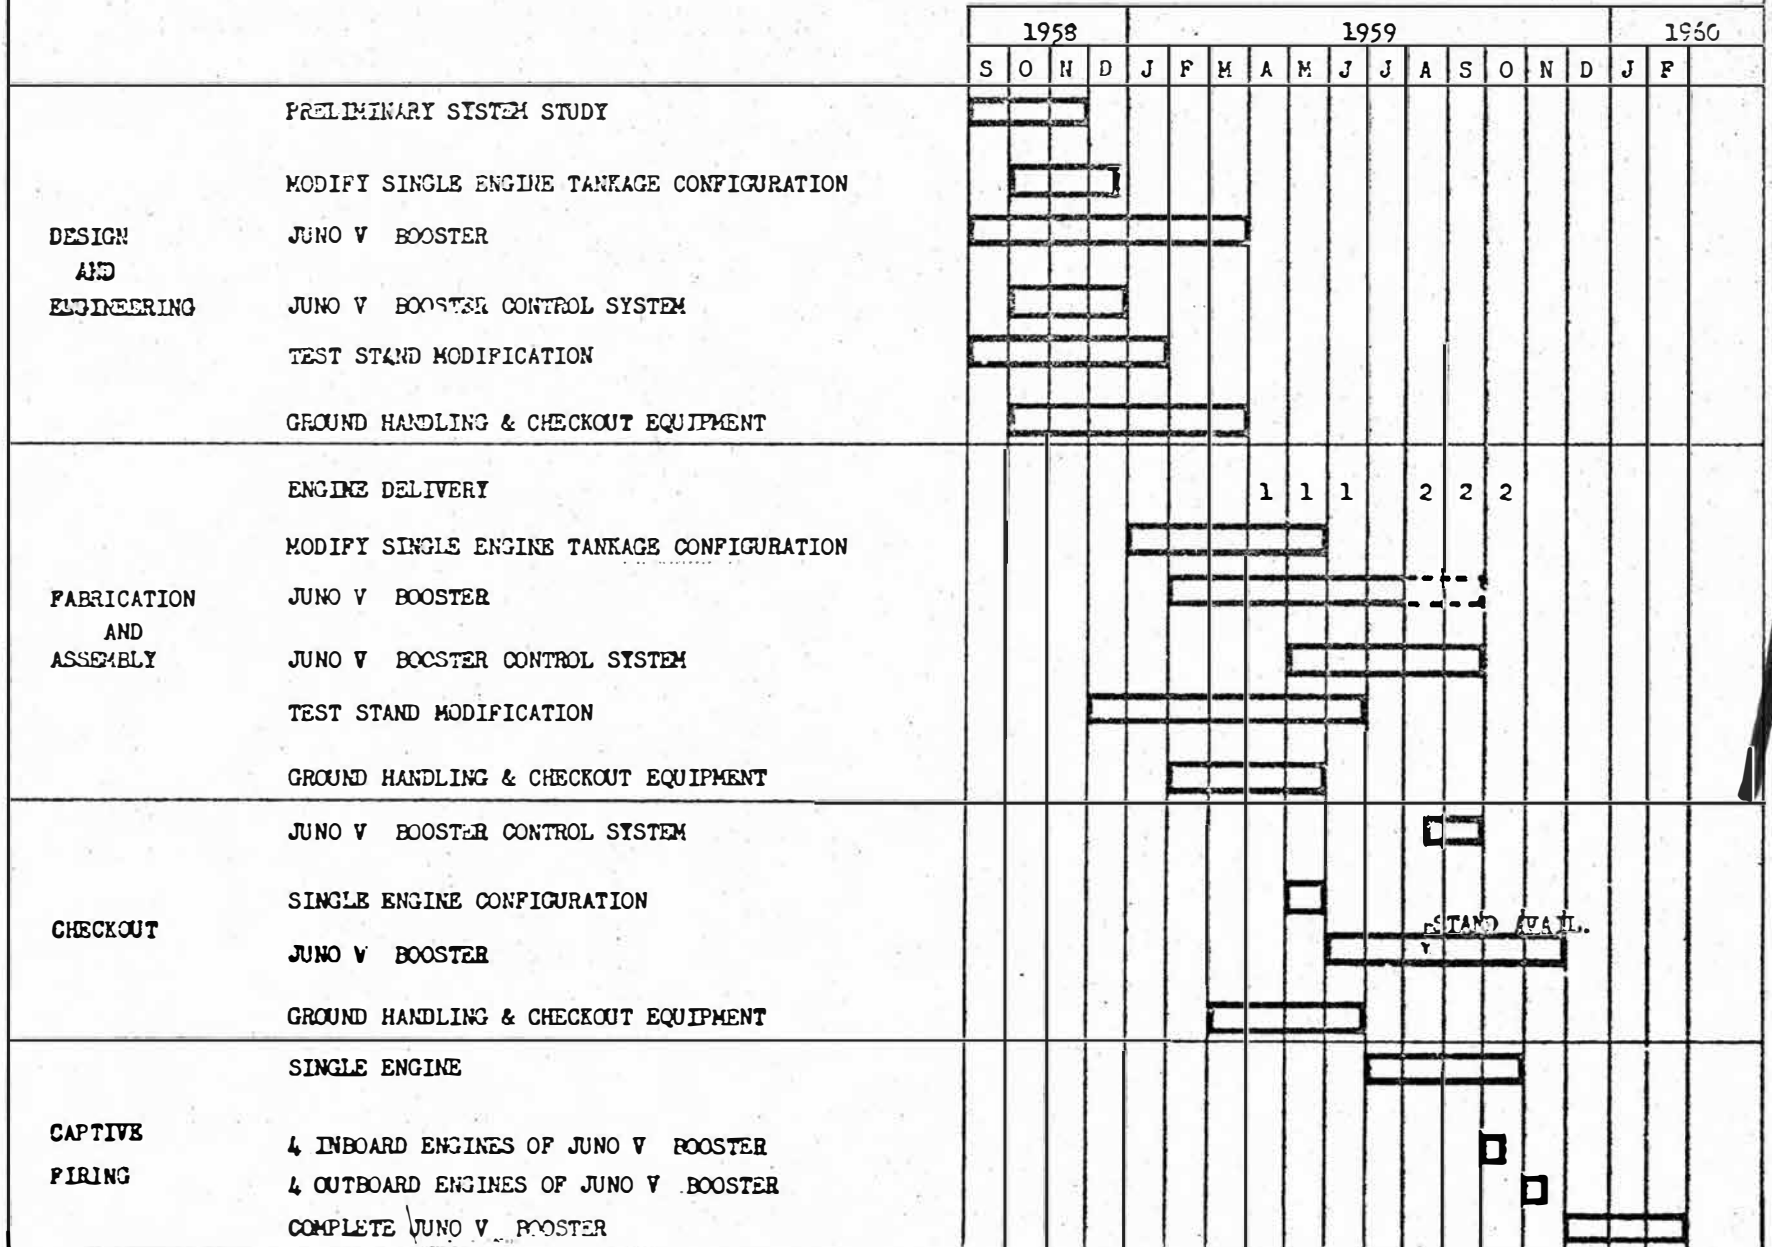 1958 1959 1960
S O N D J F M A M J J A S O N D J F
PRELIMINARY SYSTEM STUDY
MODIFY SINGLE ENGINE TANKAGE CONFIGURATION
DESIGN
AND
ENGINEERING
JUNO V BOOSTER
JUNO V BOOSTER CONTROL SYSTEM
TEST STAND MODIFICATION
GROUND HANDLING & CHECKOUT EQUIPMENT
ENGINE DELIVERY 1 1 1 2 2 2
MODIFY SINGLE ENGINE TANKAGE CONFIGURATION
FABRICATION
AND
ASSEMBLY
JUNO V BOOSTER
JUNO V BOOSTER CONTROL SYSTEM
TEST STAND MODIFICATION
GROUND HANDLING & CHECKOUT EQUIPMENT
JUNO V BOOSTER CONTROL SYSTEM
SINGLE ENGINE CONFIGURATION
CHECKOUT
STAND AVAIL.
JUNO V BOOSTER
GROUND HANDLING & CHECKOUT EQUIPMENT
SINGLE ENGINE
CAPTIVE
FIRING
4 INBOARD ENGINES OF JUNO V BOOSTER
4 OUTBOARD ENGINES OF JUNO V BOOSTER
COMPLETE JUNO V BOOSTER